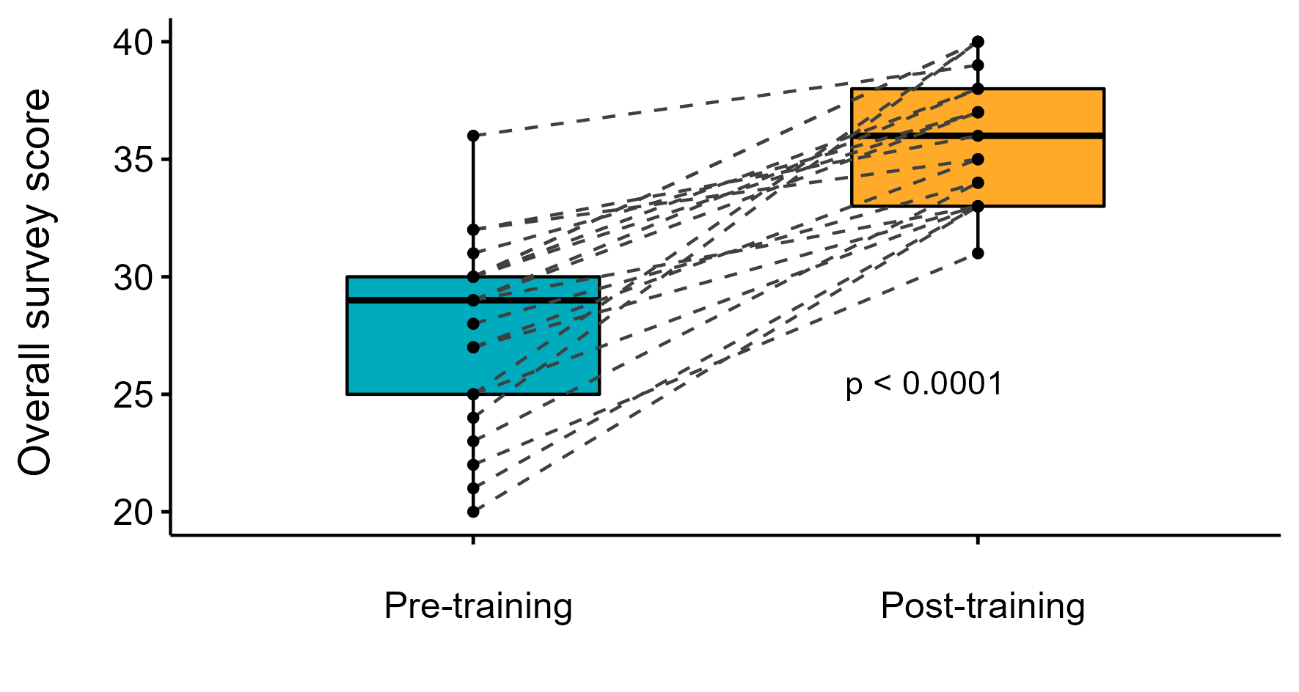 Overall survey score
40
35
30
25
20
p < 0.0001
Pre-training
Post-training